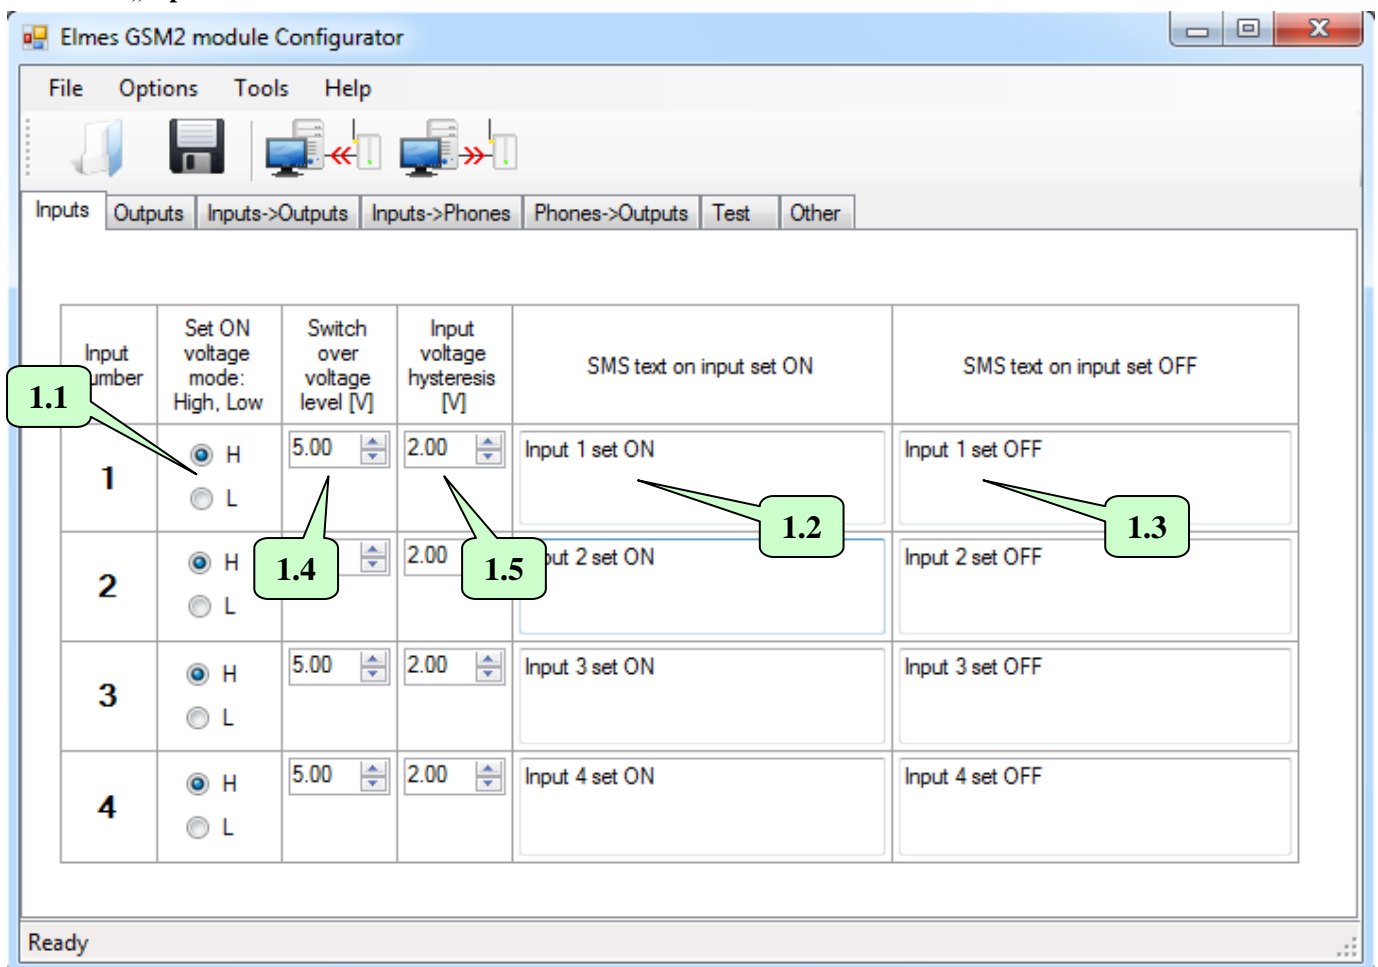 Elmes GSM2 module Configurator
File Options Tools Help
Inputs Outputs Inputs->Outputs Inputs->Phones Phones->Outputs Test Other
Input
Set ON
voltage
mode:
High, Low
Switch
over
voltage
level [V]
Input
voltage
hysteresis
[V]
SMS text on input set ON
SMS text on input set OFF
1.1
1
H
L
5.00
2.00
Input 1 set ON
Input 1 set OFF
1.4
1.5
1.2
1.3
2
H
L
2.00
2 set ON
Input 2 set OFF
3
H
L
5.00
2.00
Input 3 set ON
Input 3 set OFF
4
H
L
5.00
2.00
Input 4 set ON
Input 4 set OFF
Ready